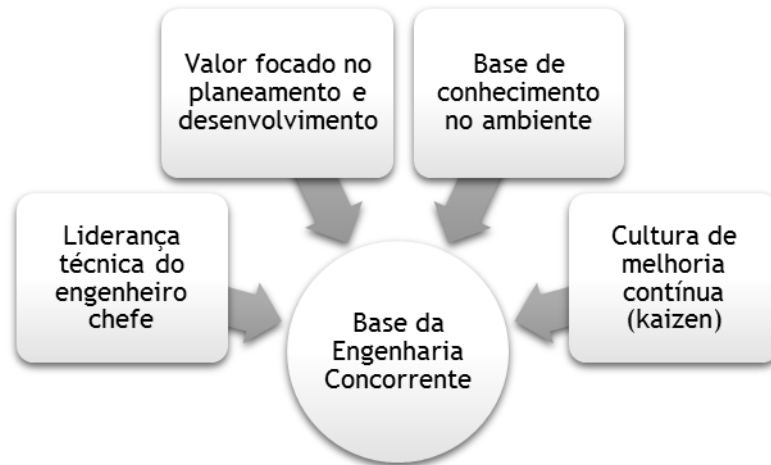 Valor focado no
planeamento e
desenvolvimento
Base de
conhecimento
no ambiente
Liderança
técnica do
engenheiro
chefe
Cultura de
melhoria
contínua
(kaizen)
Base da
Engenharia
Concorrente